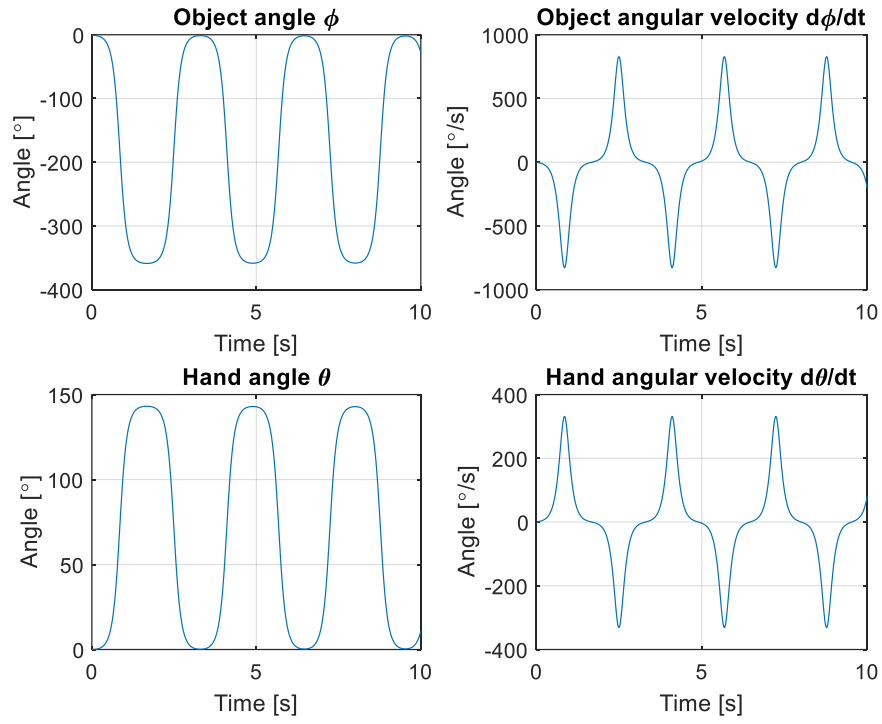 Object angle ϕ
0
-100
-200
-300
-400
Angle [°]
0
5
10
Time [s]
Object angular velocity dϕ/dt
1000
500
0
-500
-1000
Angle [°/s]
0
5
10
Time [s]
Hand angle θ
150
100
50
0
Angle [°]
0
5
10
Time [s]
Hand angular velocity dθ/dt
400
200
0
-200
-400
Angle [°/s]
0
5
10
Time [s]